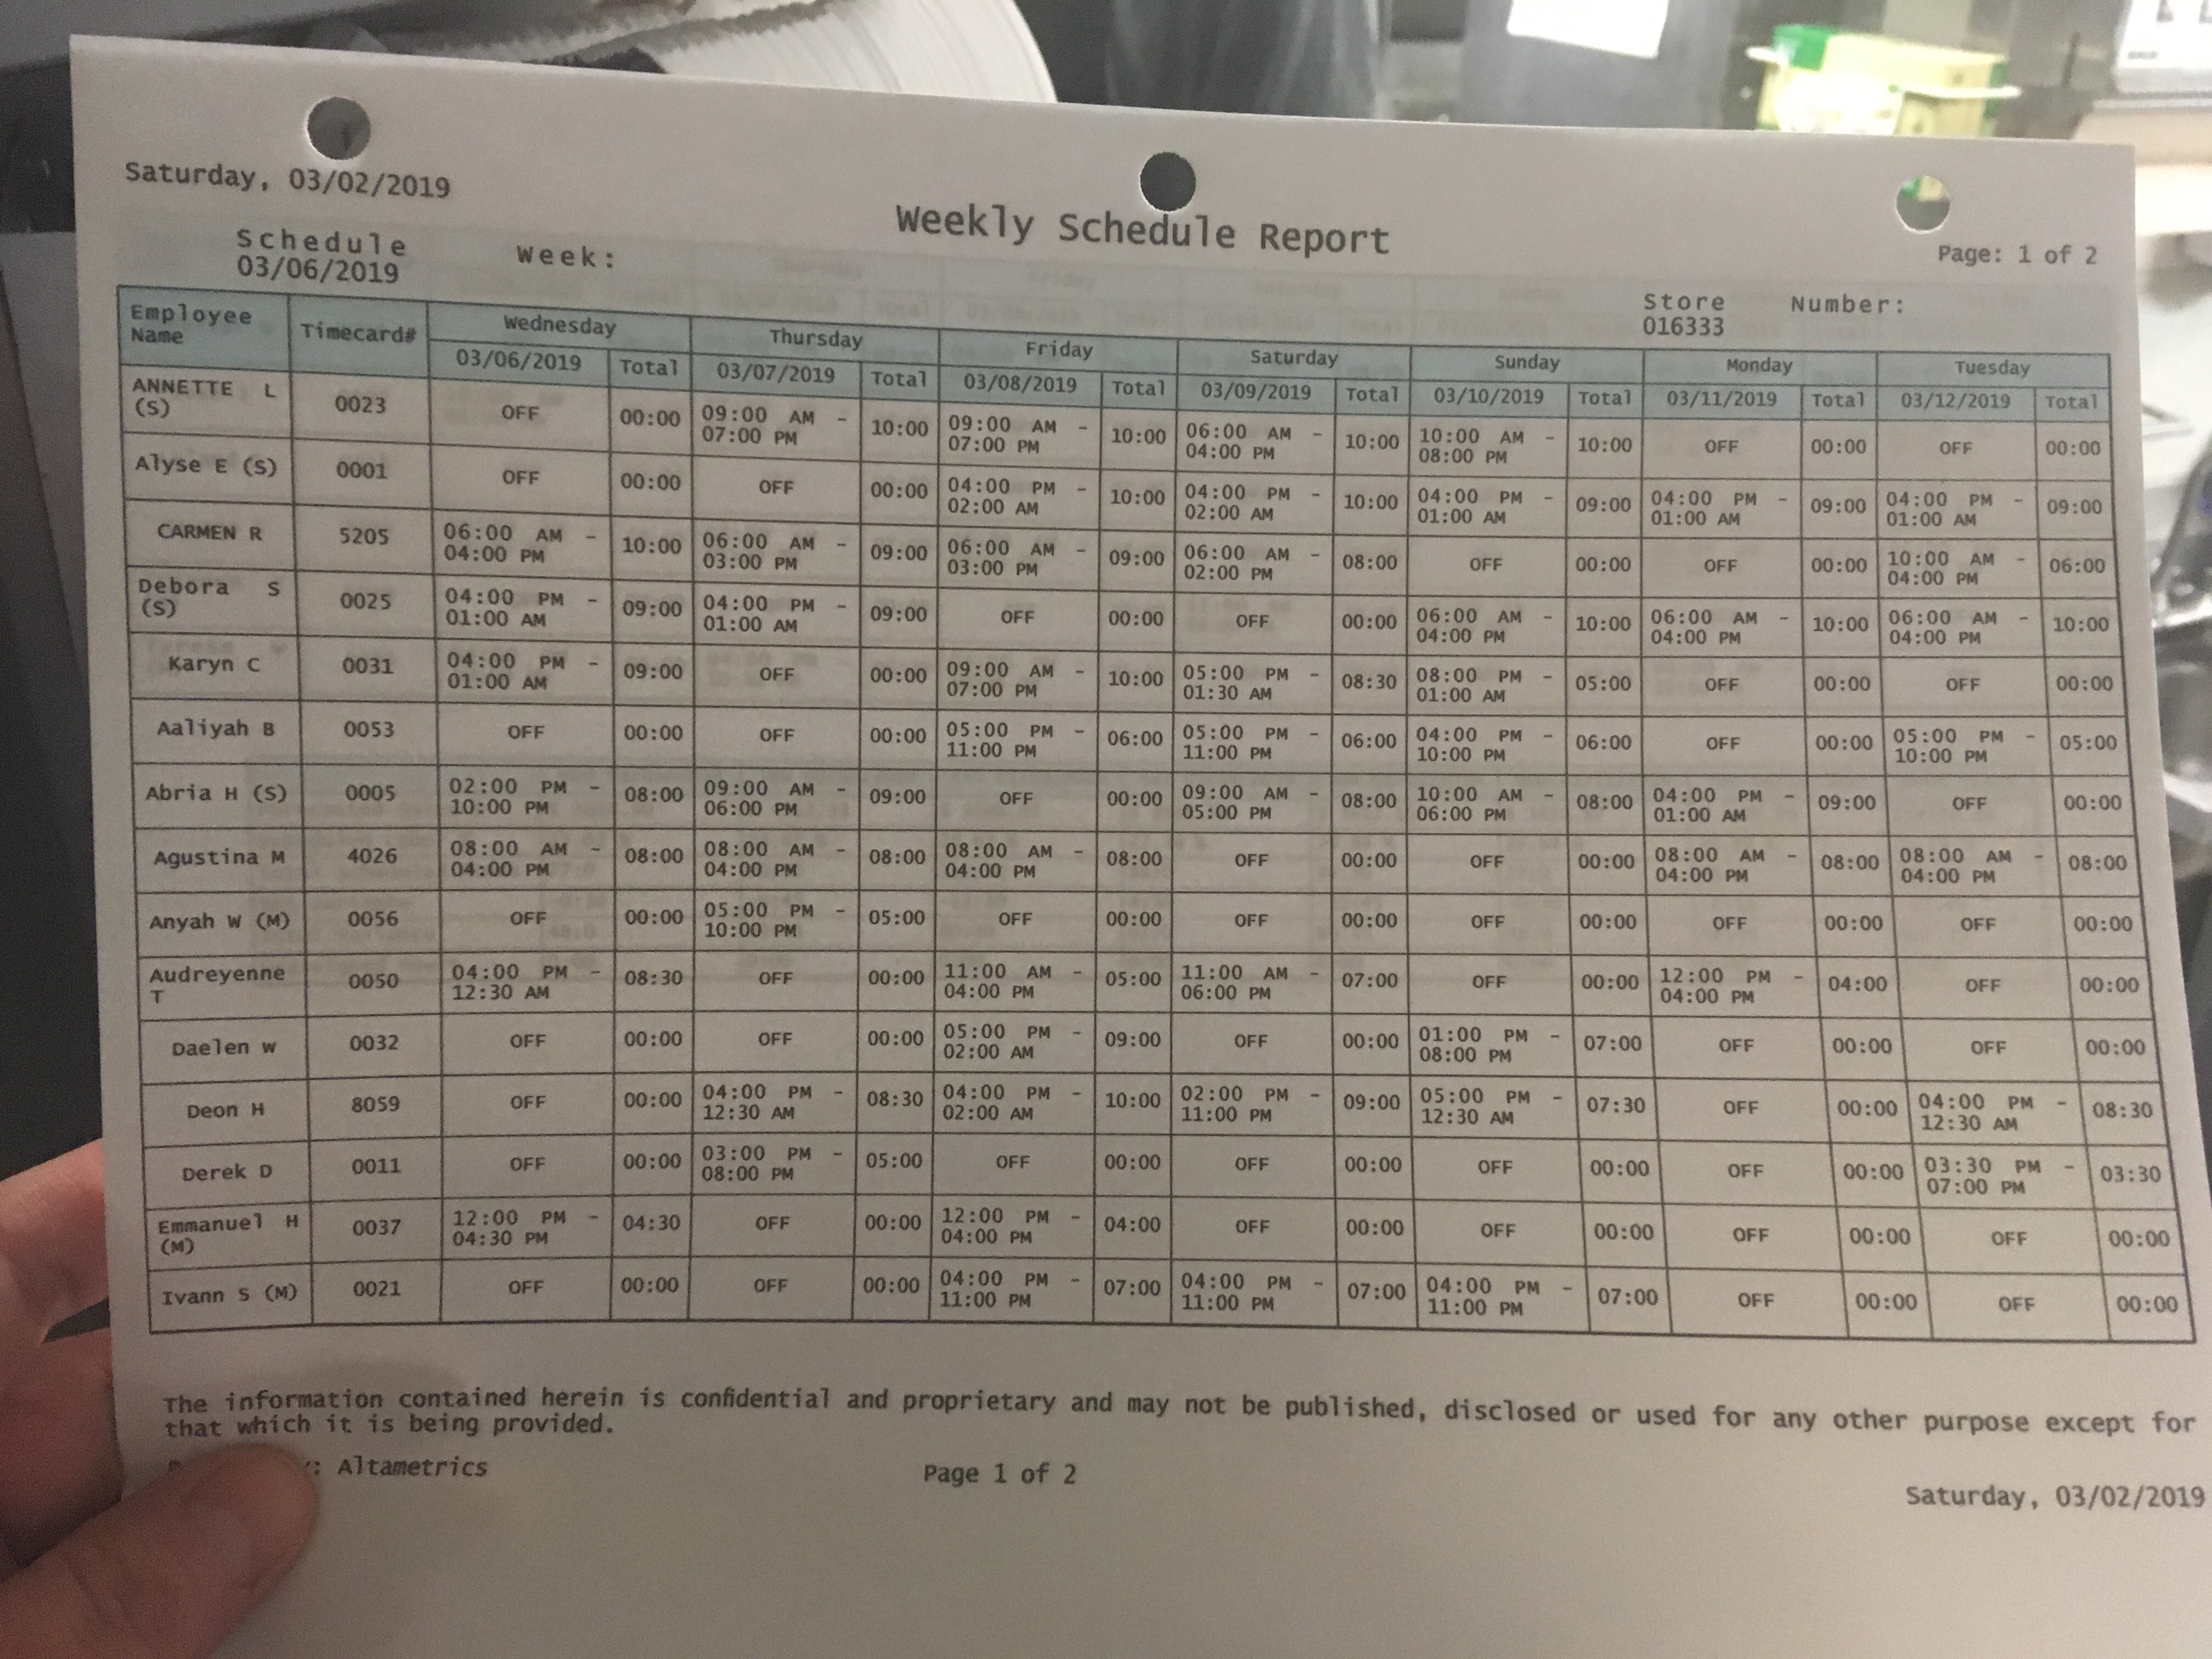 Saturday, 03/02/2019
Weekly Schedule Report
Page: 1 of 2
Schedule Week:
03/06/2019
Store Number:
016333
Employee Name Timecard# Wednesday Thursday Friday Saturday Sunday Monday Tuesday
03/06/2019 Total 03/07/2019 Total 03/08/2019 Total 03/09/2019 Total 03/10/2019 Total 03/11/2019 Total 03/12/2019 Total
ANNETTE L (S) 0023 OFF 00:00 09:00 AM - 07:00 PM 10:00 09:00 AM - 07:00 PM 10:00 06:00 AM - 04:00 PM 10:00 10:00 AM - 08:00 PM 10:00 OFF 00:00 OFF 00:00
Alyse E (S) 0001 OFF 00:00 OFF 00:00 04:00 PM - 02:00 AM 10:00 04:00 PM - 02:00 AM 10:00 04:00 PM - 01:00 AM 09:00 04:00 PM - 01:00 AM 09:00 04:00 PM - 01:00 AM 09:00
CARMEN R 5205 06:00 AM - 04:00 PM 10:00 06:00 AM - 03:00 PM 09:00 06:00 AM - 03:00 PM 09:00 06:00 AM - 02:00 PM 08:00 OFF 00:00 OFF 00:00 10:00 AM - 04:00 PM 06:00
Debora S (S) 0025 04:00 PM - 01:00 AM 09:00 04:00 PM - 01:00 AM 09:00 OFF 00:00 OFF 00:00 06:00 AM - 04:00 PM 10:00 06:00 AM - 04:00 PM 10:00 06:00 AM - 04:00 PM 10:00
Karyn C 0031 04:00 PM - 01:00 AM 09:00 OFF 00:00 09:00 AM - 07:00 PM 10:00 05:00 PM - 01:30 AM 08:30 08:00 PM - 01:00 AM 05:00 OFF 00:00 OFF 00:00
Aaliyah B 0053 OFF 00:00 OFF 00:00 05:00 PM - 11:00 PM 06:00 05:00 PM - 11:00 PM 06:00 04:00 PM - 10:00 PM 06:00 OFF 00:00 05:00 PM - 10:00 PM 05:00
Abria H (S) 0005 02:00 PM - 10:00 PM 08:00 09:00 AM - 06:00 PM 09:00 OFF 00:00 09:00 AM - 05:00 PM 08:00 10:00 AM - 06:00 PM 08:00 04:00 PM - 01:00 AM 09:00 OFF 00:00
Agustina M 4026 08:00 AM - 04:00 PM 08:00 08:00 AM - 04:00 PM 08:00 08:00 AM - 04:00 PM 08:00 OFF 00:00 OFF 00:00 08:00 AM - 04:00 PM 08:00 08:00 AM - 04:00 PM 08:00
Anyah W (M) 0056 OFF 00:00 05:00 PM - 10:00 PM 05:00 OFF 00:00 OFF 00:00 OFF 00:00 OFF 00:00 OFF 00:00
Audreyenne T 0050 04:00 PM - 12:30 AM 08:30 OFF 00:00 11:00 AM - 04:00 PM 05:00 11:00 AM - 06:00 PM 07:00 OFF 00:00 12:00 PM - 04:00 PM 04:00 OFF 00:00
Daelen W 0032 OFF 00:00 OFF 00:00 05:00 PM - 02:00 AM 09:00 OFF 00:00 01:00 PM - 08:00 PM 07:00 OFF 00:00 OFF 00:00
Deon H 8059 OFF 00:00 04:00 PM - 12:30 AM 08:30 04:00 PM - 02:00 AM 10:00 02:00 PM - 11:00 PM 09:00 05:00 PM - 12:30 AM 07:30 OFF 00:00 04:00 PM - 12:30 AM 08:30
Derek D 0011 OFF 00:00 03:00 PM - 08:00 PM 05:00 OFF 00:00 OFF 00:00 OFF 00:00 OFF 00:00 03:30 PM - 07:00 PM 03:30
Emmanuel H (M) 0037 12:00 PM - 04:30 PM 04:30 OFF 00:00 12:00 PM - 04:00 PM 04:00 OFF 00:00 OFF 00:00 OFF 00:00 OFF 00:00
Ivann S (M) 0021 OFF 00:00 OFF 00:00 04:00 PM - 11:00 PM 07:00 04:00 PM - 11:00 PM 07:00 04:00 PM - 11:00 PM 07:00 OFF 00:00 OFF 00:00
The information contained herein is confidential and proprietary and may not be published, disclosed or used for any other purpose except for
that which it is being provided.
Altametrics
Page 1 of 2
Saturday, 03/02/2019